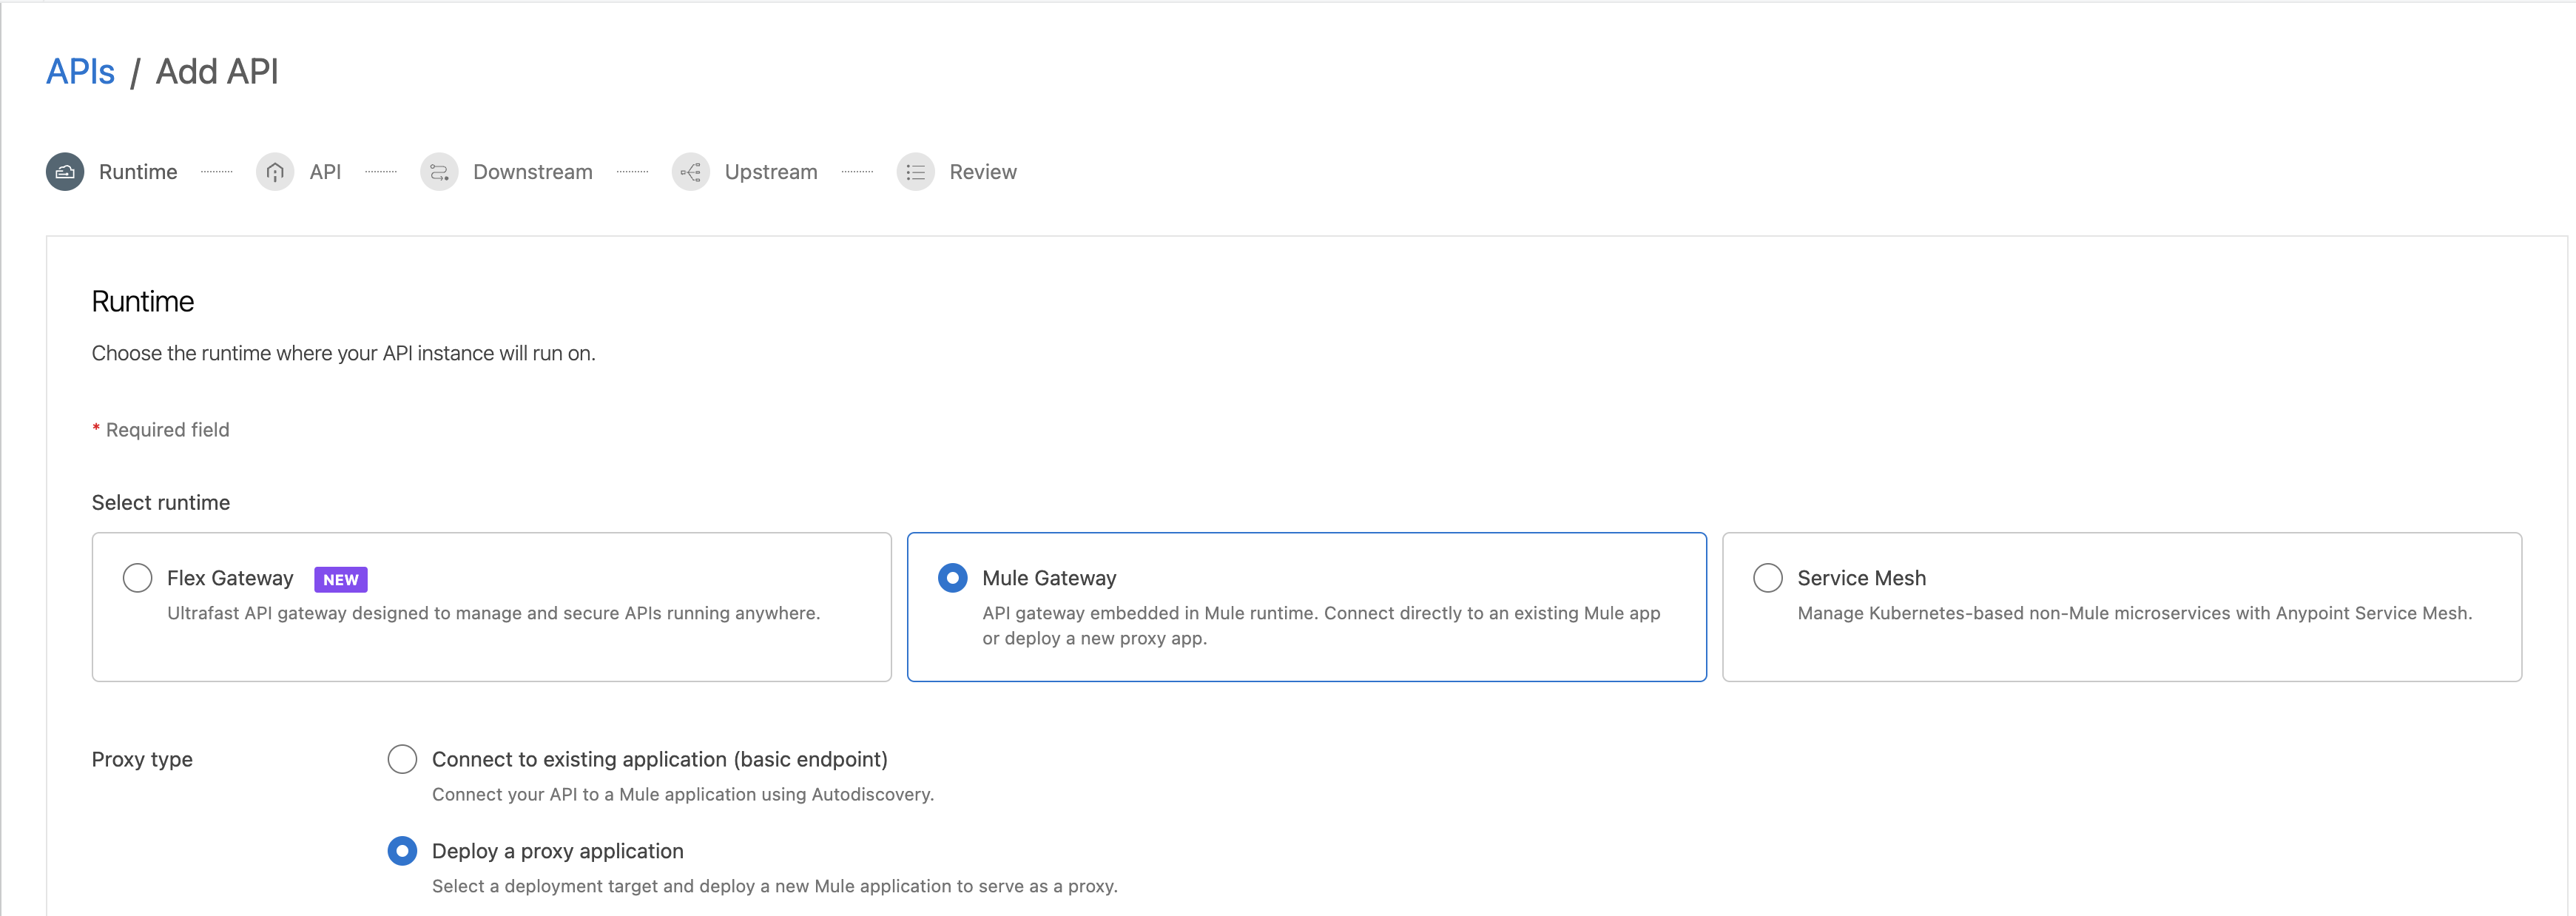 APIs / Add API
Runtime
API
Downstream
Upstream
Review
Runtime
Choose the runtime where your API instance will run on.
* Required field
Select runtime
Flex Gateway NEW
Ultrafast API gateway designed to manage and secure APIs running anywhere.
Mule Gateway
API gateway embedded in Mule runtime. Connect directly to an existing Mule app
or deploy a new proxy app.
Service Mesh
Manage Kubernetes-based non-Mule microservices with Anypoint Service Mesh.
Proxy type
Connect to existing application (basic endpoint)
Connect your API to a Mule application using Autodiscovery.
Deploy a proxy application
Select a deployment target and deploy a new Mule application to serve as a proxy.